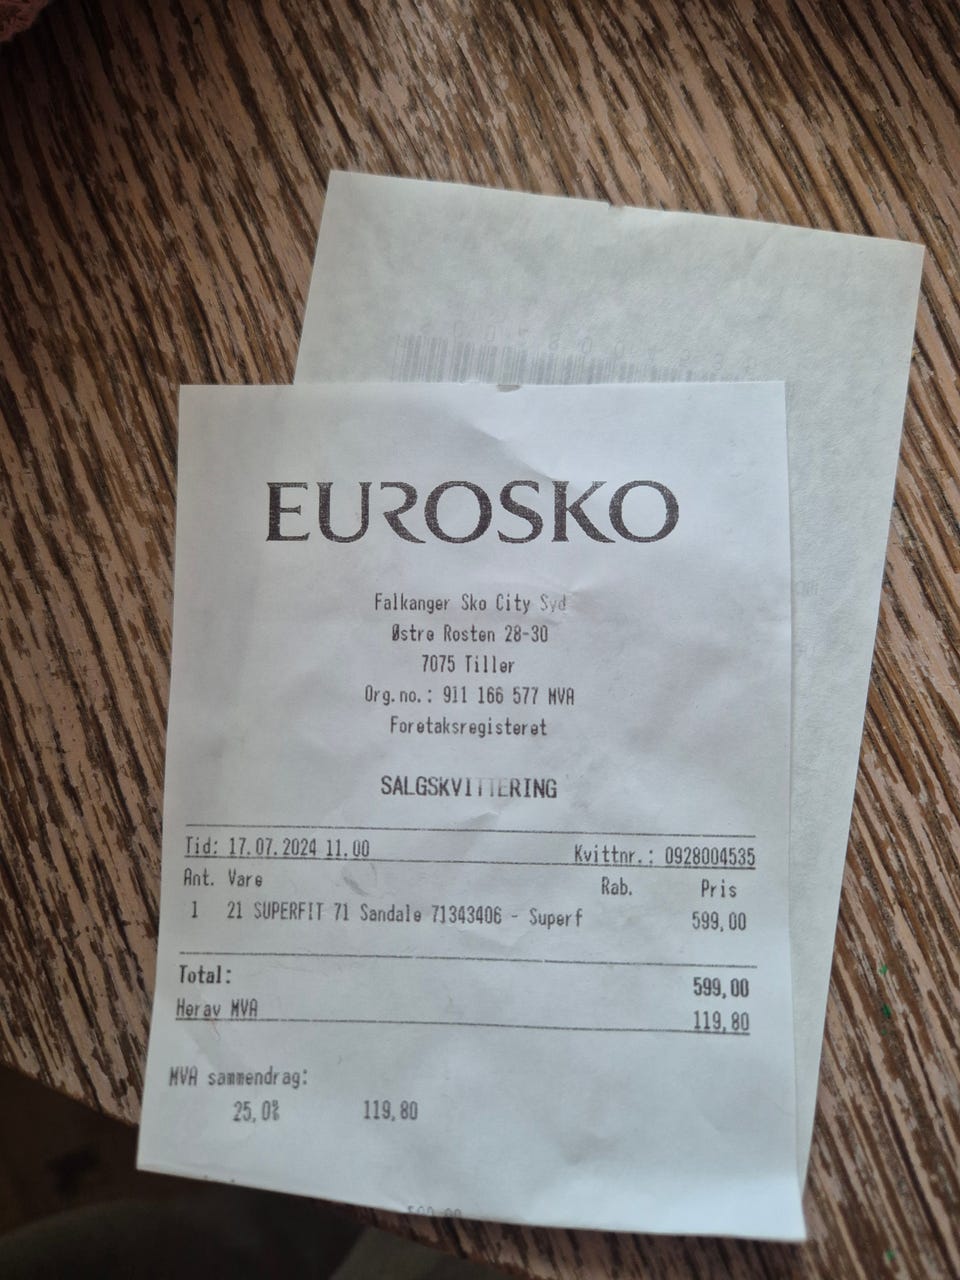 EUROSKO
Falkanger Sko City Syd
Østre Rosten 28-30
7075 Tiller
Org.no.: 911 166 577 MVA
Foretaksregisteret
SALGSKVITTERING
Tid: 17.07.2024 11.00 Kvittnr.: 0928004535
Ant. Vare Rab. Pris
1 21 SUPERFIT 71 Sandale 71343406 - Superf 599,00
Total: 599,00
Herav MVA 119,80
MVA sammendrag:
25,0% 119,80